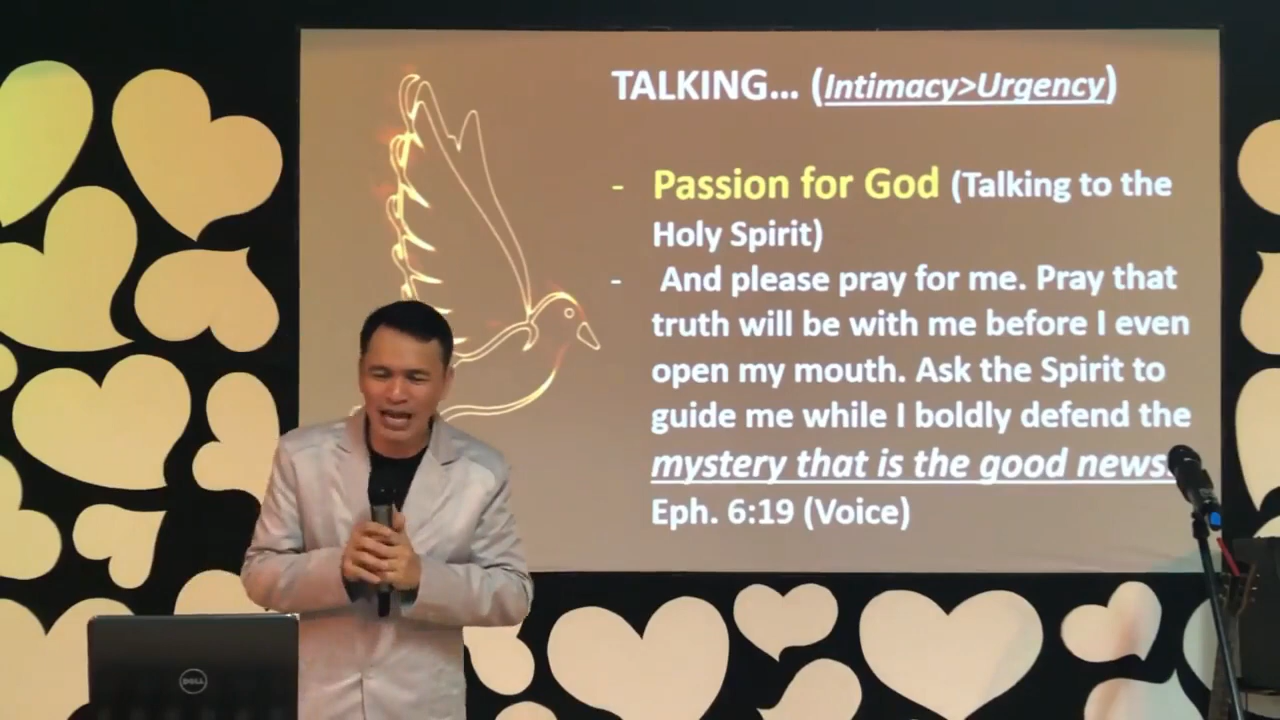 TALKING... (Intimacy>Urgency)
- Passion for God (Talking to the
Holy Spirit)
- And please pray for me. Pray that
truth will be with me before I even
open my mouth. Ask the Spirit to
guide me while I boldly defend the
mystery that is the good news.
Eph. 6:19 (Voice)
DELL